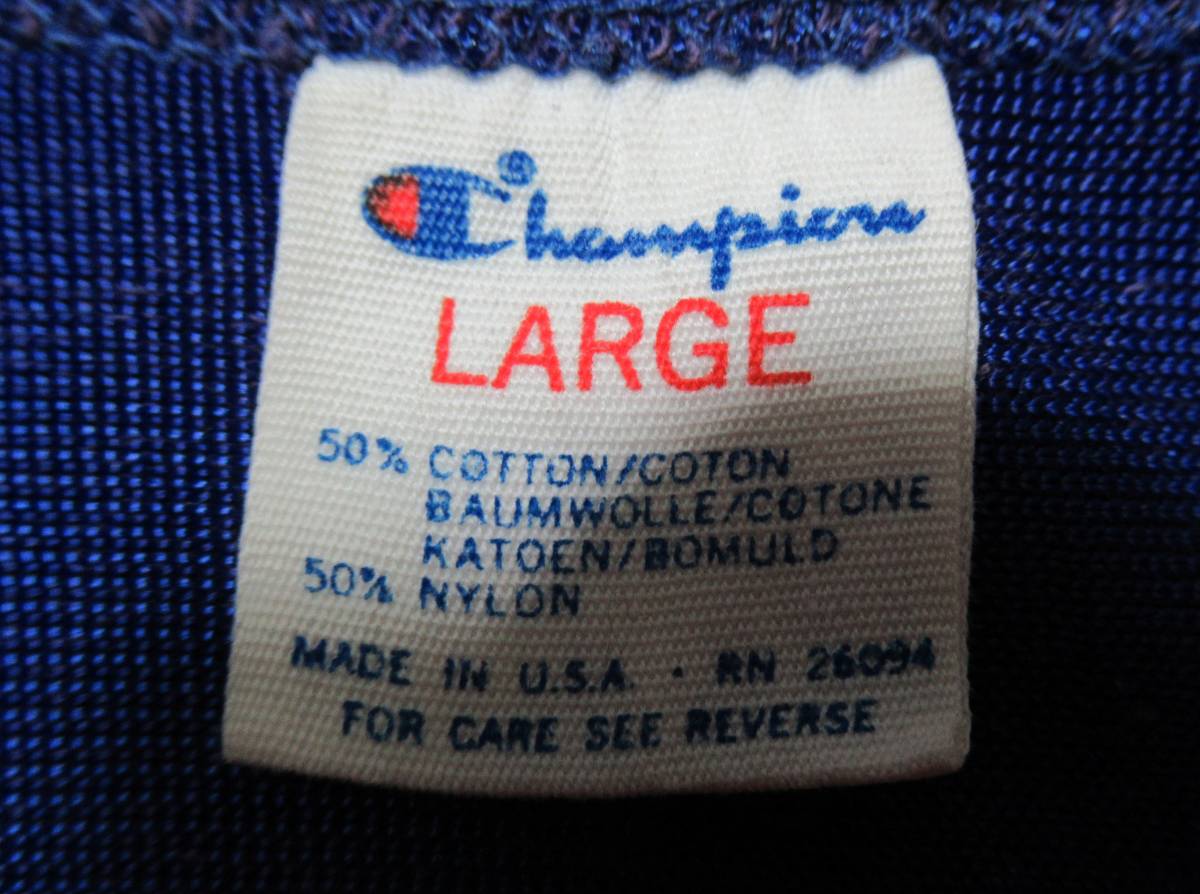 Champion®
LARGE
50% COTTON/COTON
BAUMWOLLE/COTONE
KATOEN/BOMULD
50% NYLON
MADE IN U.S.A. · RN 26094
FOR CARE SEE REVERSE